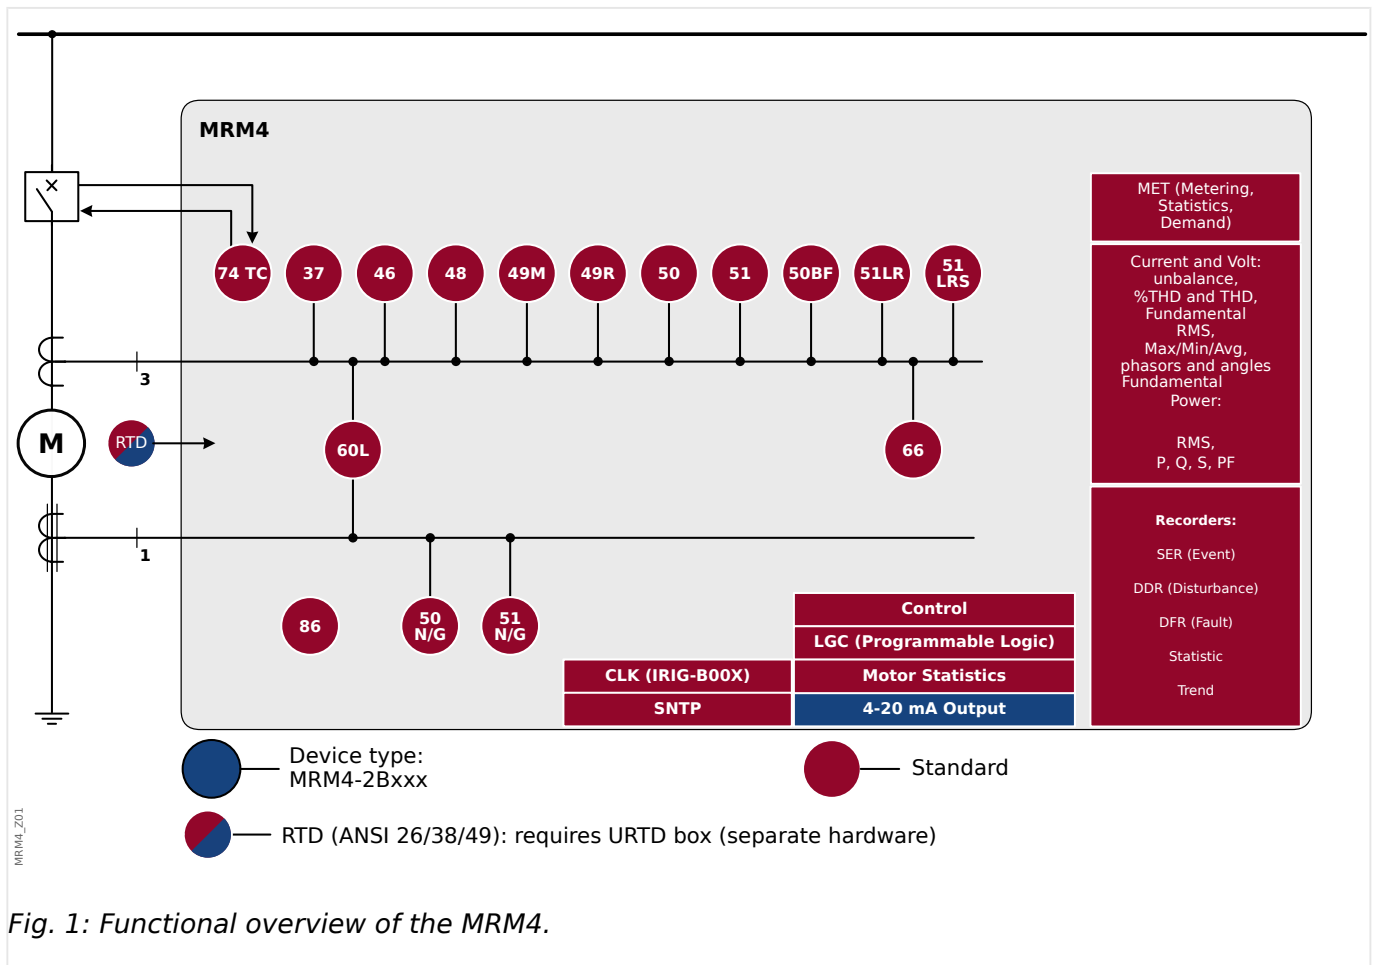 MRM4
MET (Metering,
Statistics,
Demand)
74 TC
37
46
48
49M
49R
50
51
50BF
51LR
51
LRS
Current and Volt:
unbalance,
%THD and THD,
Fundamental
RMS,
Max/Min/Avg,
phasors and angles
Fundamental
Power:
RMS,
P, Q, S, PF
3
M
RTD
60L
66
1
Recorders:
SER (Event)
DDR (Disturbance)
DFR (Fault)
Statistic
Trend
86
50
N/G
51
N/G
Control
LGC (Programmable Logic)
CLK (IRIG-B00X)
Motor Statistics
SNTP
4-20 mA Output
Device type:
MRM4-2Bxxx
Standard
RTD (ANSI 26/38/49): requires URTD box (separate hardware)
MRM4_Z01
Fig. 1: Functional overview of the MRM4.